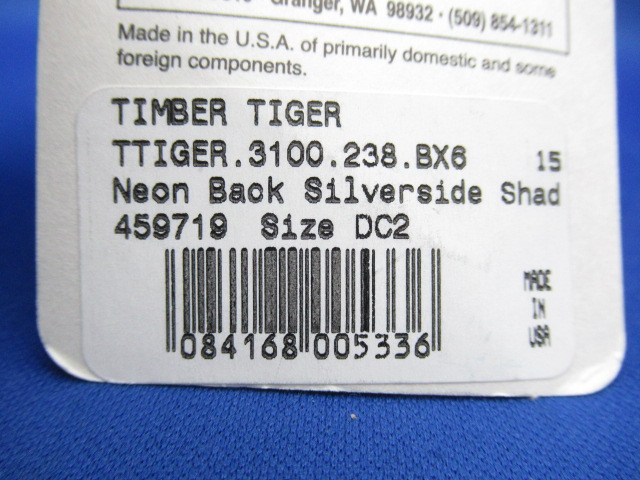 Granger, WA 98932 • (509) 854-1311
Made in the U.S.A. of primarily domestic and some
foreign components.
TIMBER TIGER
TTIGER.3100.238.BX6 15
Neon Back Silverside Shad
459719 Size DC2
MADE
IN
USA
084168 005336